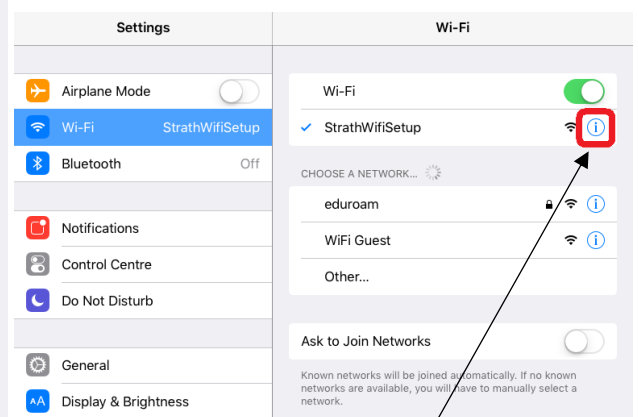 Settings
Wi-Fi
Airplane Mode
Wi-Fi StrathWifiSetup
Bluetooth Off
Notifications
Control Centre
Do Not Disturb
General
AA Display & Brightness
Wi-Fi
StrathWifiSetup
CHOOSE A NETWORK...
eduroam
WiFi Guest
Other...
Ask to Join Networks
Known networks will be joined automatically. If no known
networks are available, you will have to manually select a
network.